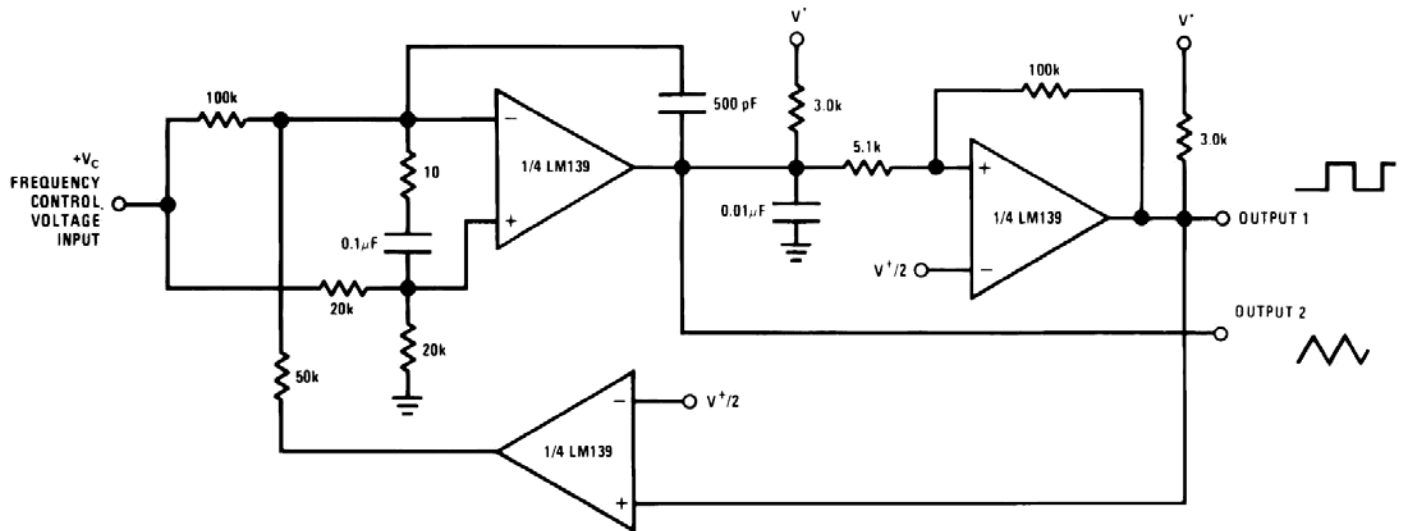 V+
V+
100k
500 pF
3.0k
100k
−
1/4 LM139
5.1k
3.0k
10
+V_C
FREQUENCY
CONTROL.
VOLTAGE
INPUT
+
+
1/4 LM139
OUTPUT 1
0.1μF
0.01μF
V+/2
−
20k
OUTPUT 2
20k
50k
−
V+/2
1/4 LM139
+